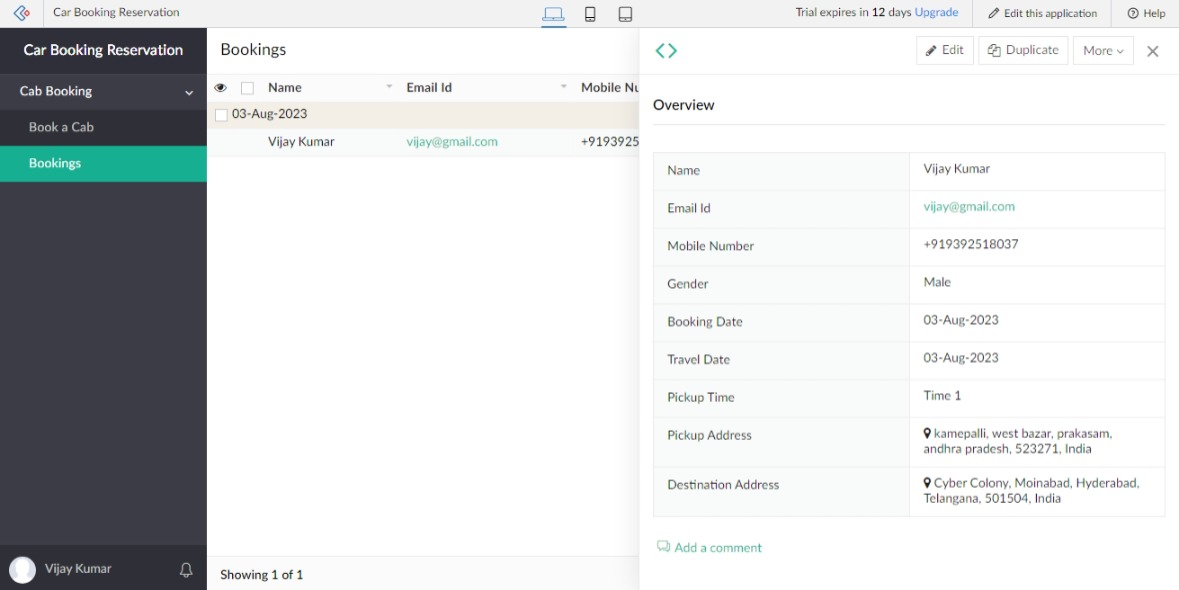 Car Booking Reservation
Trial expires in 12 days Upgrade
Edit this application
Help
Car Booking Reservation
Cab Booking
Book a Cab
Bookings
Vijay Kumar
Bookings
Name Email Id Mobile Nu
03-Aug-2023
Vijay Kumar vijay@gmail.com +9193925
Showing 1 of 1
Edit Duplicate More
Overview
Name Vijay Kumar
Email Id vijay@gmail.com
Mobile Number +919392518037
Gender Male
Booking Date 03-Aug-2023
Travel Date 03-Aug-2023
Pickup Time Time 1
Pickup Address kamepalli, west bazar, prakasam,
andhra pradesh, 523271, India
Destination Address Cyber Colony, Moinabad, Hyderabad,
Telangana, 501504, India
Add a comment